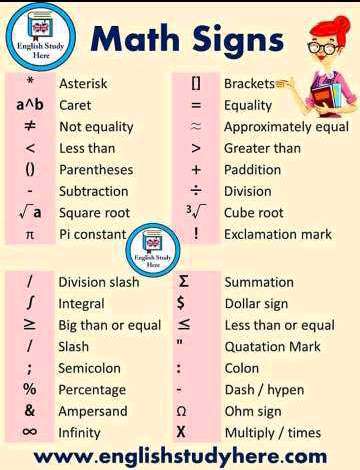 English Study
Here
Math Signs
* Asterisk
[] Brackets
a^b Caret
= Equality
≠ Not equality
≈ Approximately equal
< Less than
> Greater than
() Parentheses
+ Paddition
- Subtraction
÷ Division
√a Square root
³√ Cube root
π Pi constant
! Exclamation mark
English Study
Here
/ Division slash
Σ Summation
∫ Integral
$ Dollar sign
≥ Big than or equal
≤ Less than or equal
/ Slash
" Quatation Mark
; Semicolon
: Colon
% Percentage
- Dash / hypen
& Ampersand
Ω Ohm sign
∞ Infinity
X Multiply / times
www.englishstudyhere.com